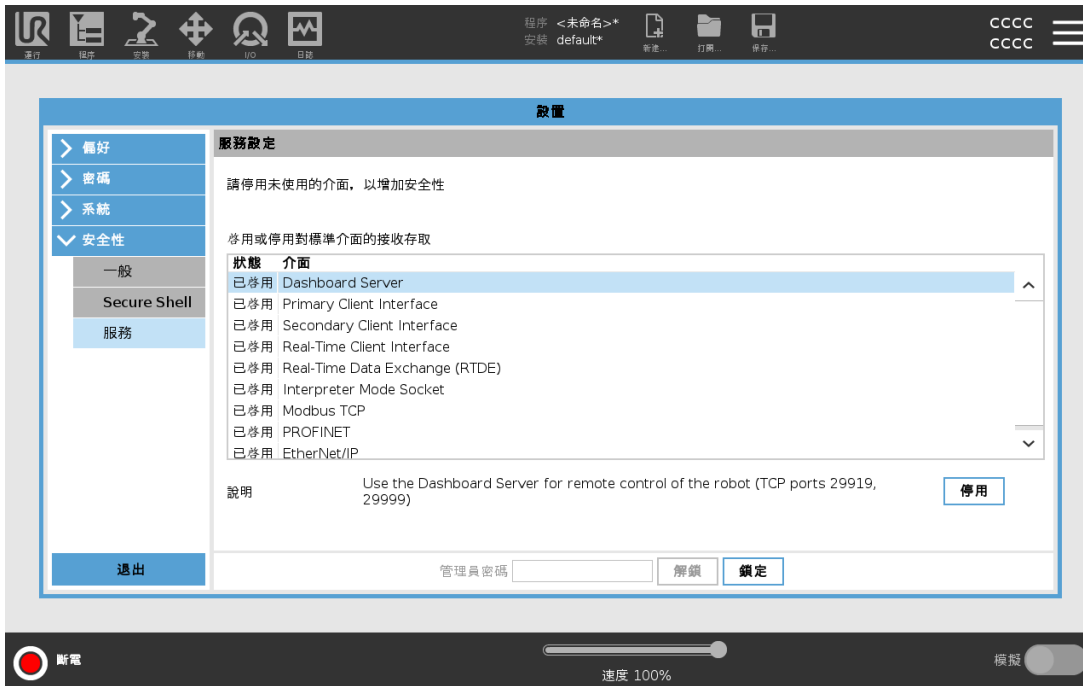 UR
運行 程序 安裝 移動 I/O 日誌
程序 <未命名>*
安裝 default*
新建... 打開... 保存...
cccc
cccc
設置
偏好
密碼
系統
安全性
一般
Secure Shell
服務
退出
服務設定
請停用未使用的介面，以增加安全性
啓用或停用對標準介面的接收存取
狀態 介面
已啓用 Dashboard Server
已啓用 Primary Client Interface
已啓用 Secondary Client Interface
已啓用 Real-Time Client Interface
已啓用 Real-Time Data Exchange (RTDE)
已啓用 Interpreter Mode Socket
已啓用 Modbus TCP
已啓用 PROFINET
已啓用 EtherNet/IP
說明 Use the Dashboard Server for remote control of the robot (TCP ports 29919,
29999)
停用
管理員密碼 解鎖 鎖定
斷電
速度 100%
模擬